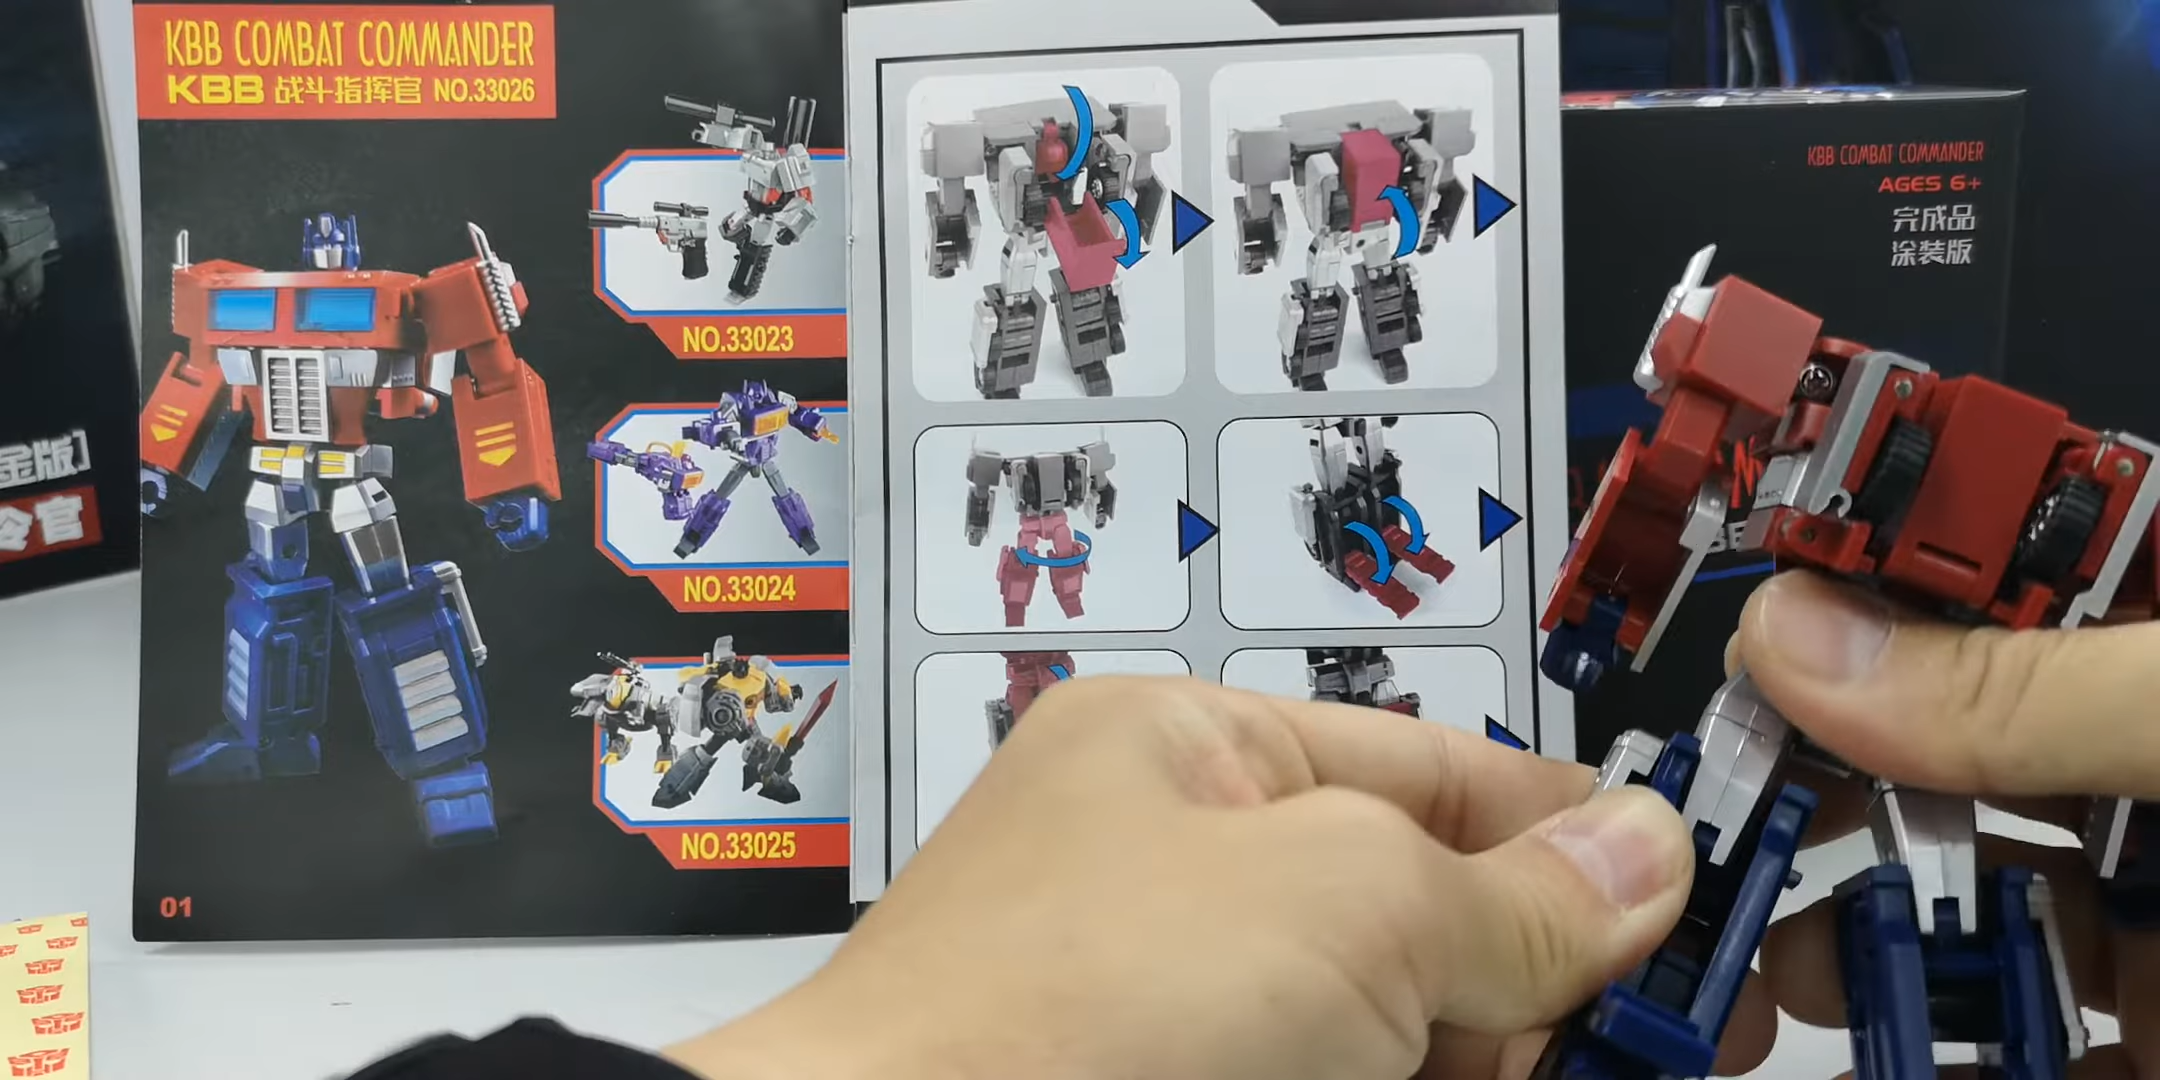 KBB COMBAT COMMANDER
KBB 战斗指挥官 NO.33026
NO.33023
NO.33024
NO.33025
01
KBB COMBAT COMMANDER
AGES 6+
完成品
涂装版
金版】
令官